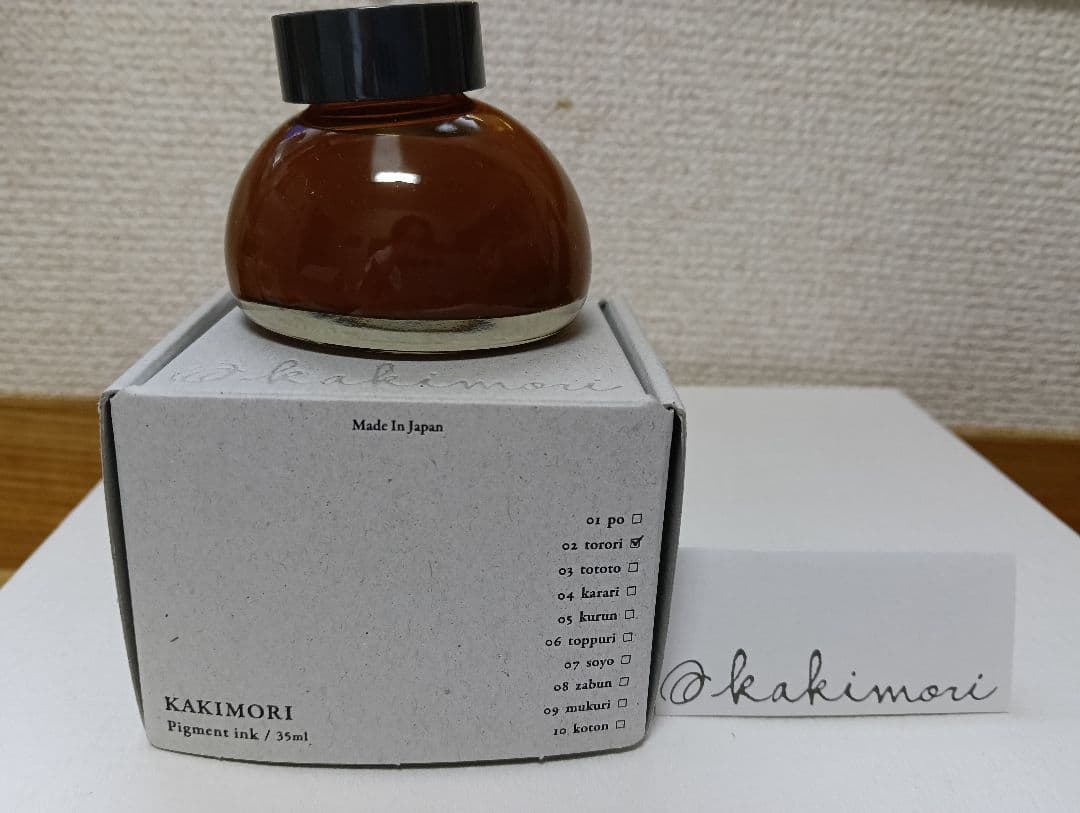 @kakimori
Made In Japan
01 po ☐
02 torori ☑
03 tototo ☐
04 karari ☐
05 kurun ☐
06 toppuri ☐
07 soyo ☐
08 zabun ☐
09 mukuri ☐
10 koton ☐
KAKIMORI
Pigment ink / 35ml
@kakimori